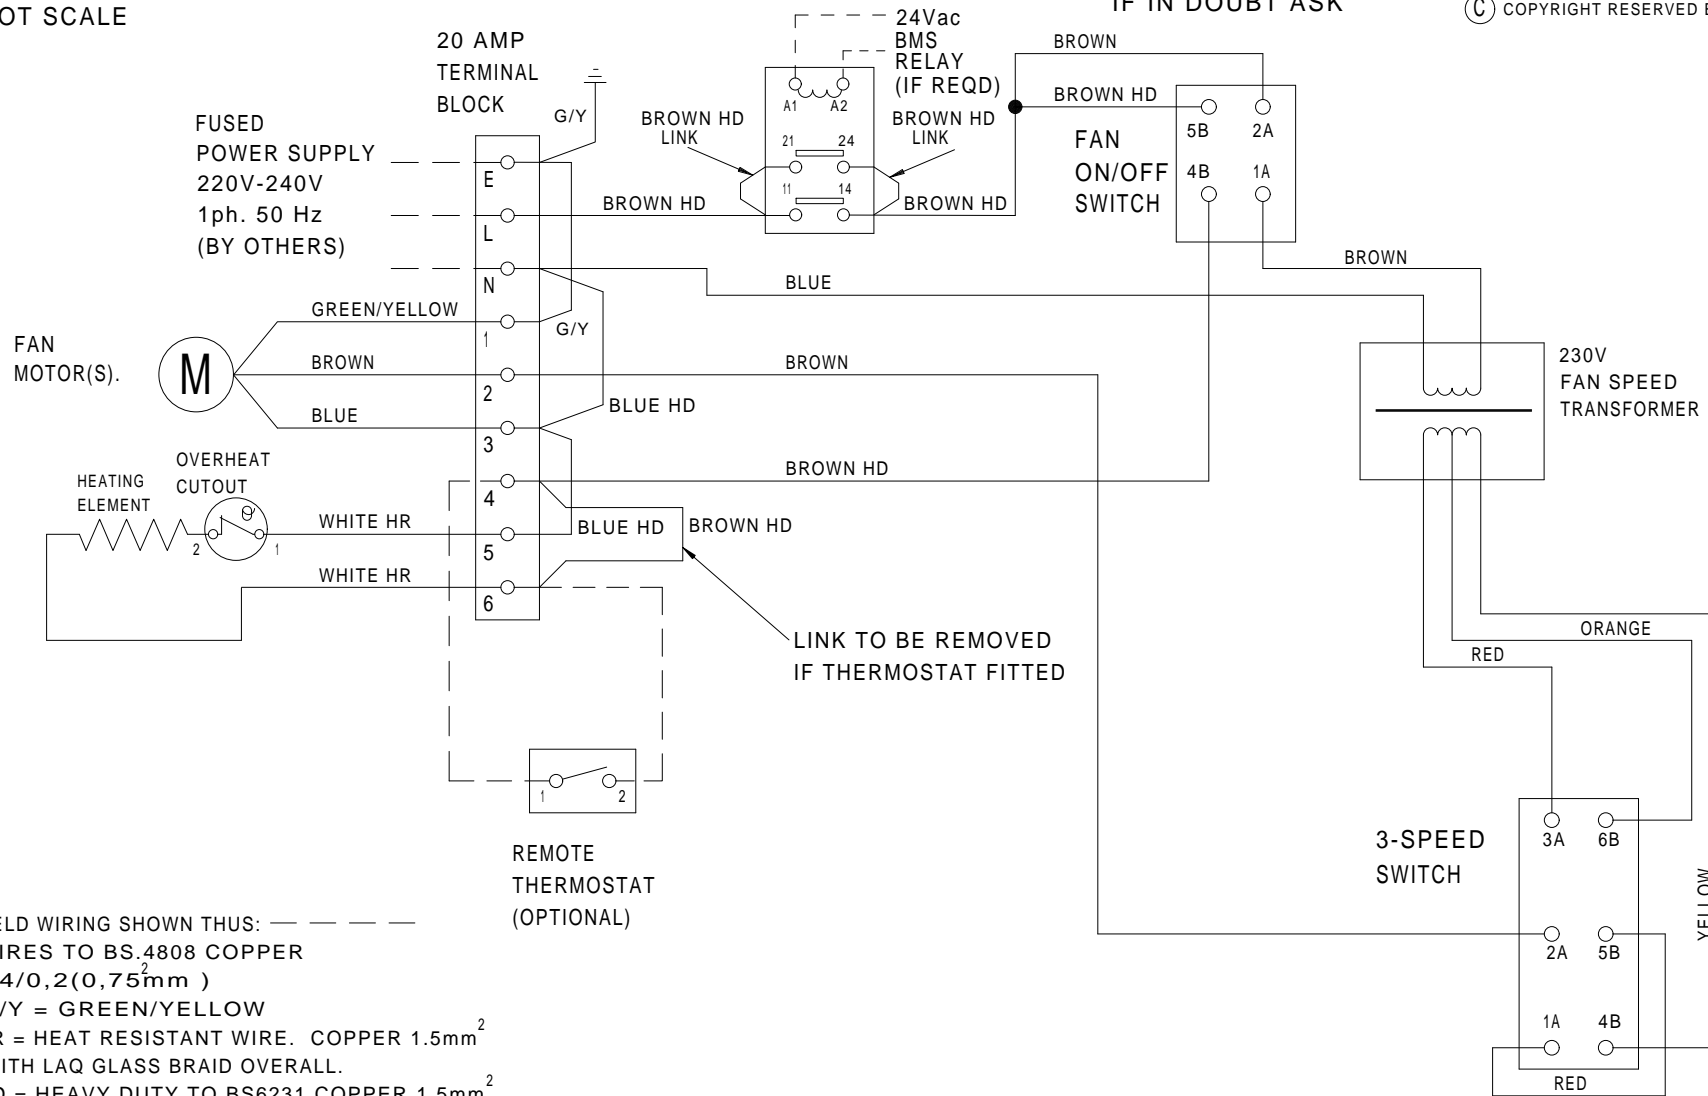 OT SCALE
IF IN DOUBT ASK
C COPYRIGHT RESERVED
20 AMP
TERMINAL
BLOCK
24Vac
BMS
RELAY
(IF REQD)
A1 A2
21 24
11 14
BROWN HD
LINK
BROWN HD
LINK
BROWN
BROWN HD
FAN
ON/OFF
SWITCH
5B 2A
4B 1A
FUSED
POWER SUPPLY
220V-240V
1ph. 50 Hz
(BY OTHERS)
G/Y
E
L
N
1
2
3
4
5
6
BROWN HD
BROWN HD
BROWN
BLUE
GREEN/YELLOW
G/Y
FAN
MOTOR(S).
M
BROWN
BROWN
BLUE
BLUE HD
230V
FAN SPEED
TRANSFORMER
BROWN HD
HEATING
ELEMENT
OVERHEAT
CUTOUT
2 1
WHITE HR
BLUE HD
BROWN HD
WHITE HR
LINK TO BE REMOVED
IF THERMOSTAT FITTED
ORANGE
RED
1 2
REMOTE
THERMOSTAT
(OPTIONAL)
3-SPEED
SWITCH
3A 6B
2A 5B
1A 4B
YELLOW
RED
ELD WIRING SHOWN THUS:
IRES TO BS.4808 COPPER
4/0,2(0,75mm2)
/Y = GREEN/YELLOW
R = HEAT RESISTANT WIRE. COPPER 1.5mm2
ITH LAQ GLASS BRAID OVERALL.
D = HEAVY DUTY TO BS6231 COPPER 1.5mm2